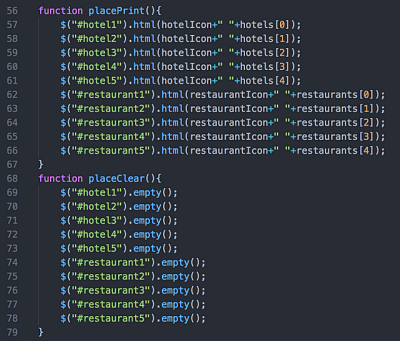 56 function placePrint(){
57 $("#hotel1").html(hotelIcon+" "+hotels[0]);
58 $("#hotel2").html(hotelIcon+" "+hotels[1]);
59 $("#hotel3").html(hotelIcon+" "+hotels[2]);
60 $("#hotel4").html(hotelIcon+" "+hotels[3]);
61 $("#hotel5").html(hotelIcon+" "+hotels[4]);
62 $("#restaurant1").html(restaurantIcon+" "+restaurants[0]);
63 $("#restaurant2").html(restaurantIcon+" "+restaurants[1]);
64 $("#restaurant3").html(restaurantIcon+" "+restaurants[2]);
65 $("#restaurant4").html(restaurantIcon+" "+restaurants[3]);
66 $("#restaurant5").html(restaurantIcon+" "+restaurants[4]);
67 }
68 function placeClear(){
69 $("#hotel1").empty();
70 $("#hotel2").empty();
71 $("#hotel3").empty();
72 $("#hotel4").empty();
73 $("#hotel5").empty();
74 $("#restaurant1").empty();
75 $("#restaurant2").empty();
76 $("#restaurant3").empty();
77 $("#restaurant4").empty();
78 $("#restaurant5").empty();
79 }